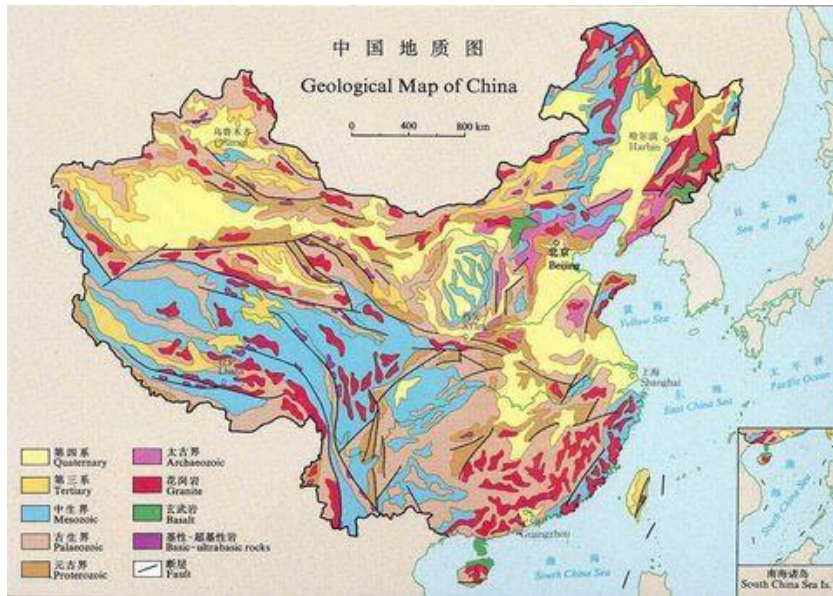 中国地质图
Geological Map of China
0 400 800 km
乌鲁木齐
哈尔滨
Harbin
日本海
Sea of Japan
北京
Beijing
黄海
Yellow Sea
太平洋
Pacific Ocean
上海
Shanghai
东海
East China Sea
Guangzhou
南海
South China Sea
南海
South China Sea
南海诸岛
South China Sea Is.
第四系
Quaternary
第三系
Tertiary
中生界
Mesozoic
古生界
Palaeozoic
元古界
Proterozoic
太古界
Archaeozoic
花岗岩
Granite
玄武岩
Basalt
基性-超基性岩
Basic-ultrabasic rocks
断层
Fault